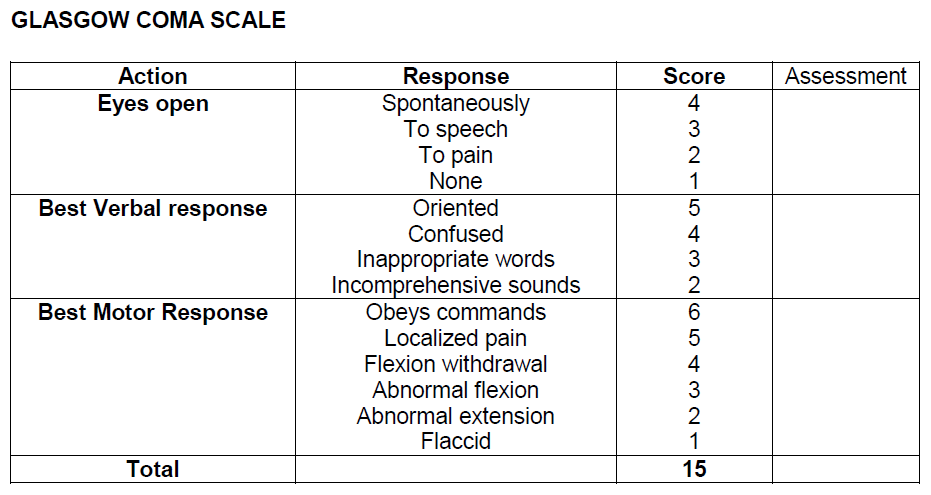 GLASGOW COMA SCALE
Action Response Score Assessment
Eyes open Spontaneously 4
To speech 3
To pain 2
None 1
Best Verbal response Oriented 5
Confused 4
Inappropriate words 3
Incomprehensive sounds 2
Best Motor Response Obeys commands 6
Localized pain 5
Flexion withdrawal 4
Abnormal flexion 3
Abnormal extension 2
Flaccid 1
Total 15